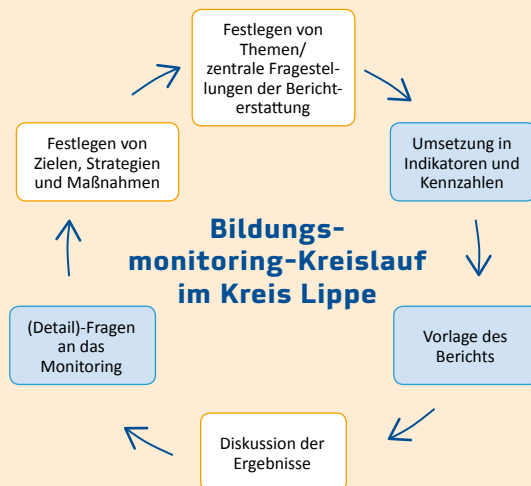 Festlegen von
Themen/
zentrale Fragestel-
lungen der Bericht-
erstattung
Umsetzung in
Indikatoren und
Kennzahlen
Vorlage des
Berichts
Diskussion der
Ergebnisse
(Detail)-Fragen
an das
Monitoring
Festlegen von
Zielen, Strategien
und Maßnahmen
Bildungs-
monitoring-Kreislauf
im Kreis Lippe